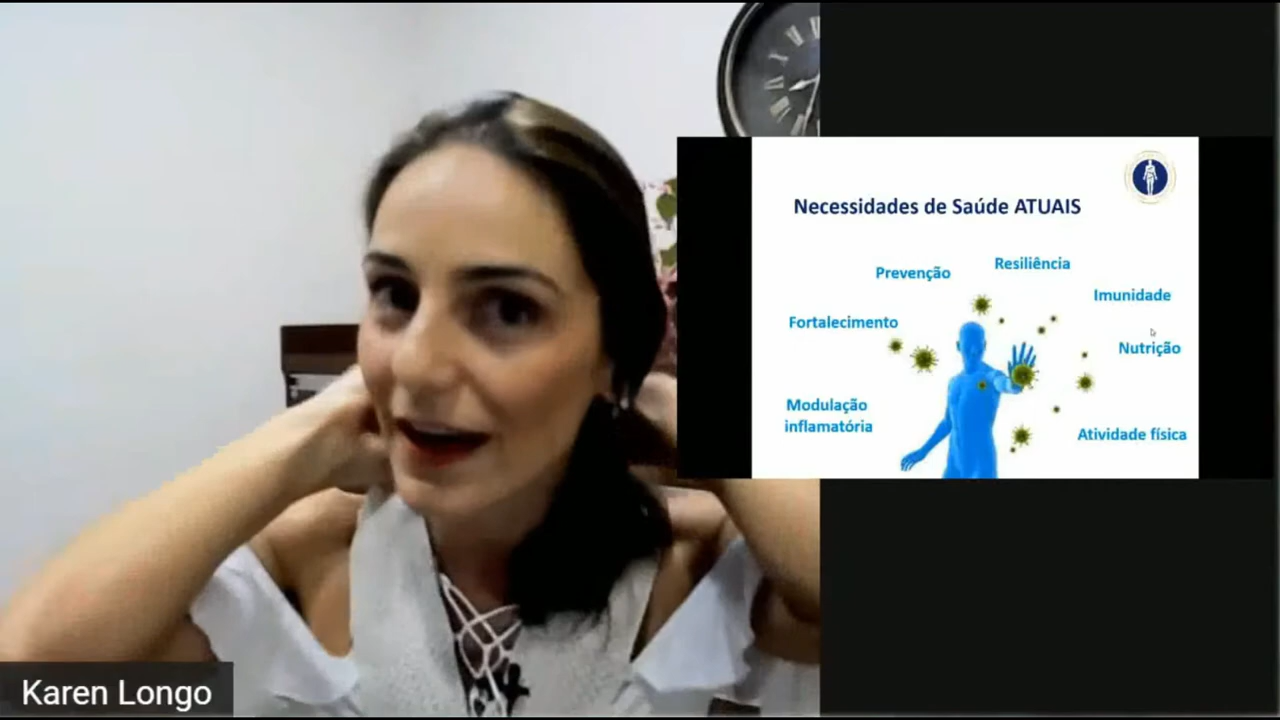 Necessidades de Saúde ATUAIS
Resiliência
Prevenção
Imunidade
Fortalecimento
Nutrição
Modulação
inflamatória
Atividade física
Karen Longo